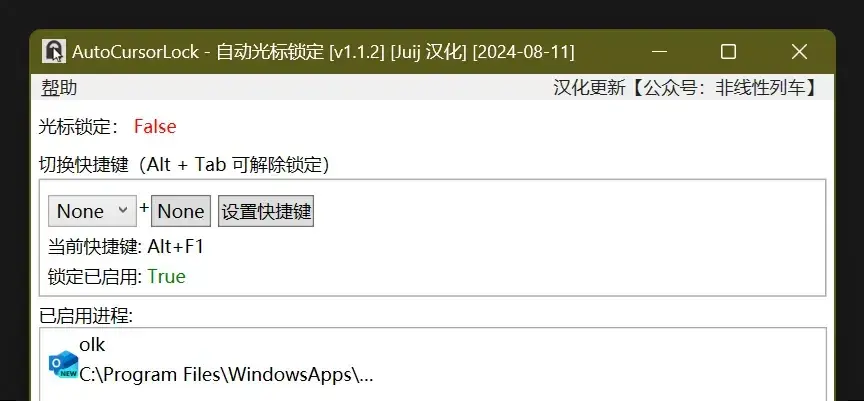 AutoCursorLock - 自动光标锁定 [v1.1.2] [Juij 汉化] [2024-08-11]
帮助 汉化更新【公众号：非线性列车】
光标锁定： False
切换快捷键（Alt + Tab 可解除锁定）
None + None 设置快捷键
当前快捷键: Alt+F1
锁定已启用: True
已启用进程:
olk
NEW
C:\Program Files\WindowsApps\...